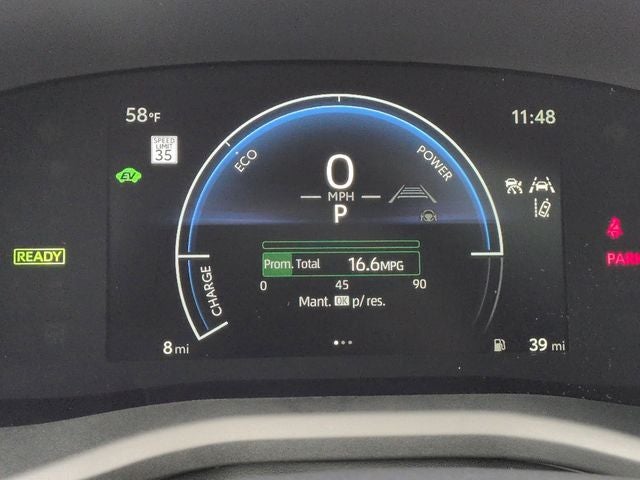 58°F
11:48
SPEED
LIMIT
35
EV
ECO
POWER
0
MPH
P
READY
CHARGE
Prom. Total 16.6MPG
0 45 90
Mant. OK p/ res.
8 mi
39 mi